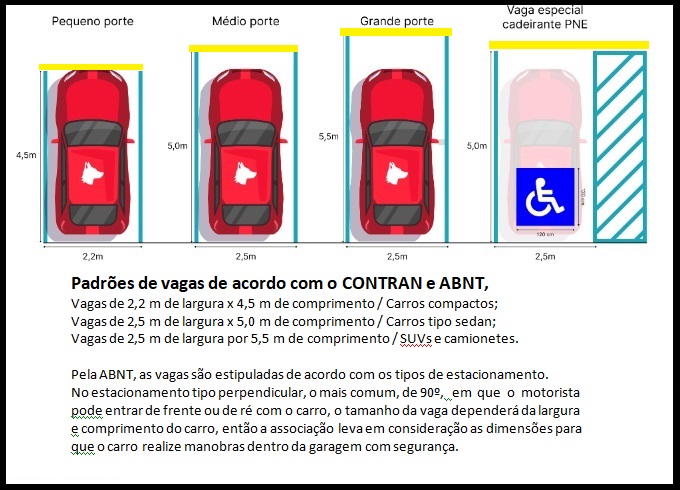 Pequeno porte
Médio porte
Grande porte
Vaga especial
cadeirante PNE
4,5m
5,0m
5,5m
5,0m
120 cm
2,2m
2,5m
2,5m
2,5m
Padrões de vagas de acordo com o CONTRAN e ABNT,
Vagas de 2,2 m de largura x 4,5 m de comprimento / Carros compactos;
Vagas de 2,5 m de largura x 5,0 m de comprimento / Carros tipo sedan;
Vagas de 2,5 m de largura por 5,5 m de comprimento / SUVs e camionetes.
Pela ABNT, as vagas são estipuladas de acordo com os tipos de estacionamento.
No estacionamento tipo perpendicular, o mais comum, de 90º, em que o motorista
pode entrar de frente ou de ré com o carro, o tamanho da vaga dependerá da largura
e comprimento do carro, então a associação leva em consideração as dimensões para
que o carro realize manobras dentro da garagem com segurança.